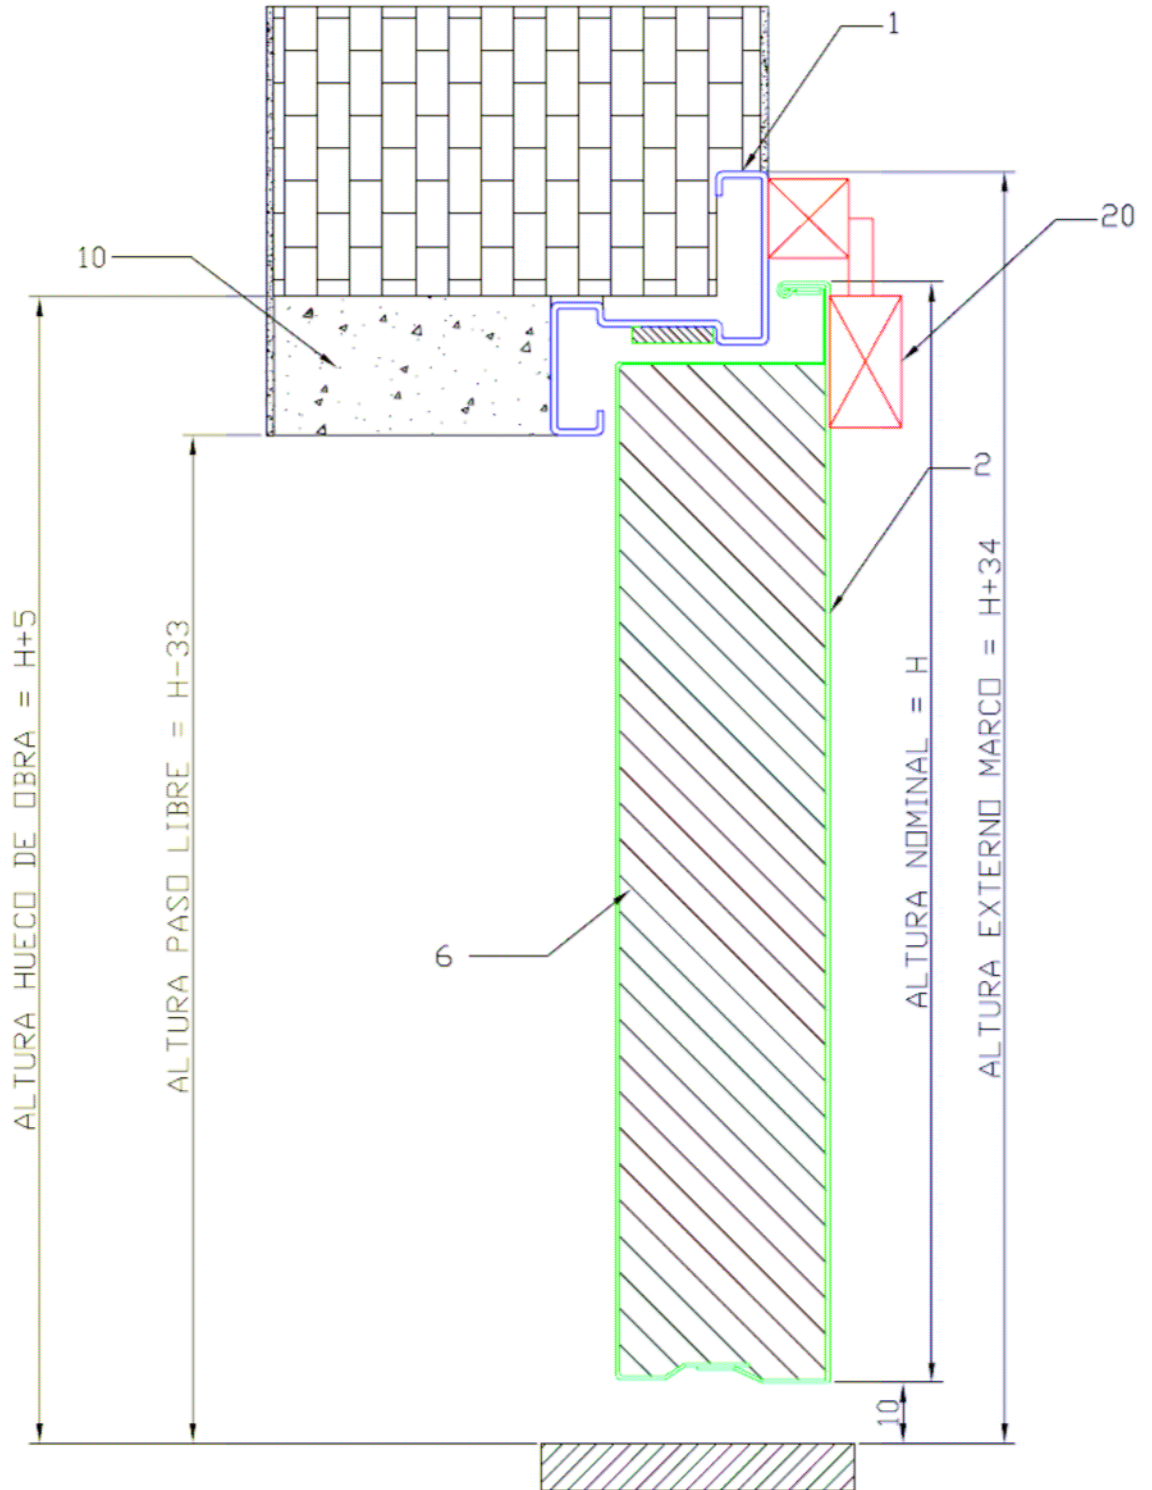 1
20
10
2
6
ALTURA HUECO DE OBRA = H+5
ALTURA PASO LIBRE = H-33
ALTURA NOMINAL = H
ALTURA EXTERNO MARCO = H+34
10